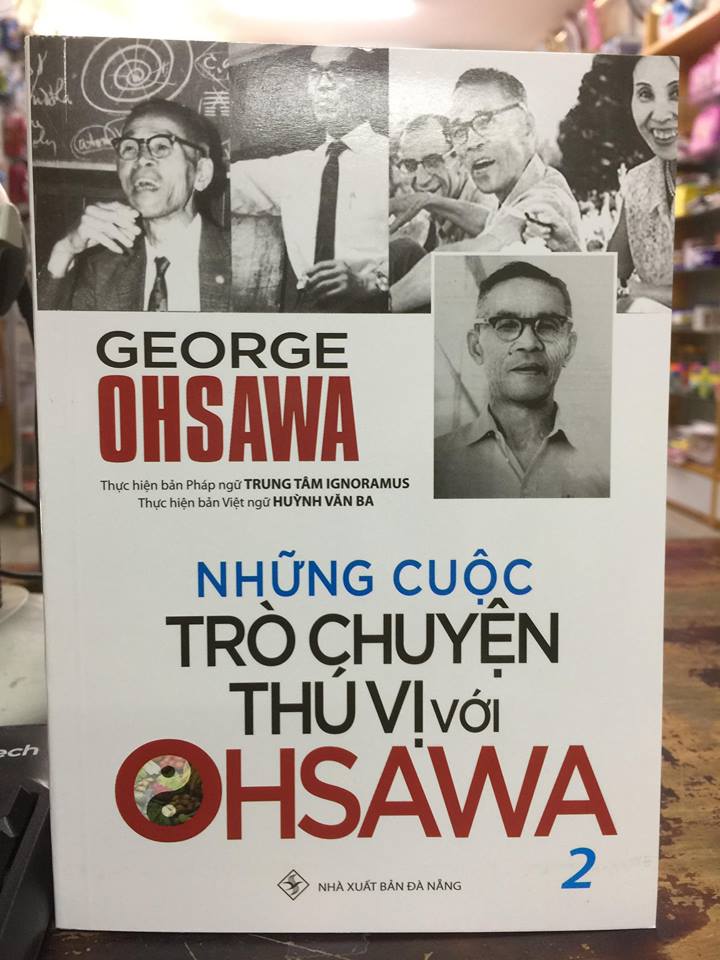 GEORGE
OHSAWA
Thực hiện bản Pháp ngữ TRUNG TÂM IGNORAMUS
Thực hiện bản Việt ngữ HUỲNH VĂN BA
NHỮNG CUỘC
TRÒ CHUYỆN
THÚ VỊ VỚI
OHSAWA
2
NHÀ XUẤT BẢN ĐÀ NẴNG